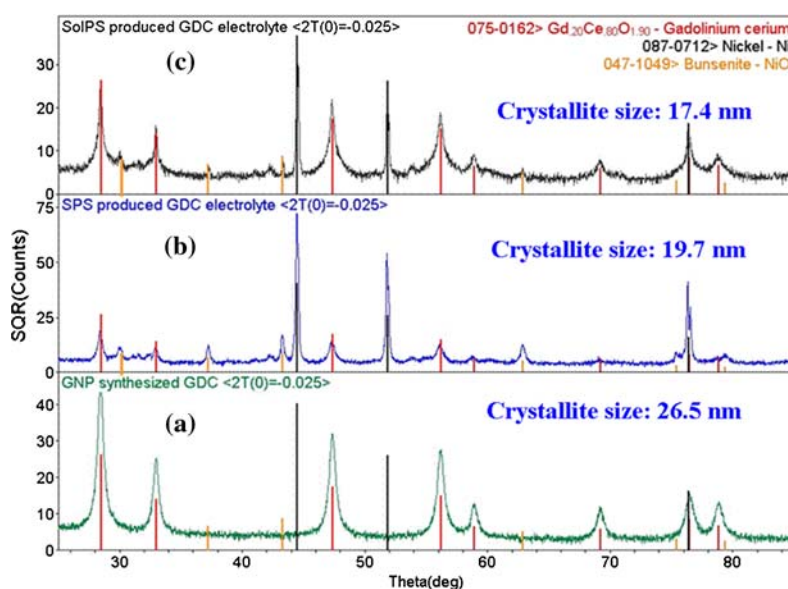 SolPS produced GDC electrolyte <2T(0)=-0.025>
075-0162> Gd.20Ce.80O1.90 - Gadolinium cerium
087-0712> Nickel - Ni
047-1049> Bunsenite - NiO
(c)
Crystallite size: 17.4 nm
30
20
10
0
SPS produced GDC electrolyte <2T(0)=-0.025>
(b)
Crystallite size: 19.7 nm
75
50
25
0
SQR(Counts)
GNP synthesized GDC <2T(0)=-0.025>
(a)
Crystallite size: 26.5 nm
40
30
20
10
0
30 40 50 60 70 80
Theta(deg)